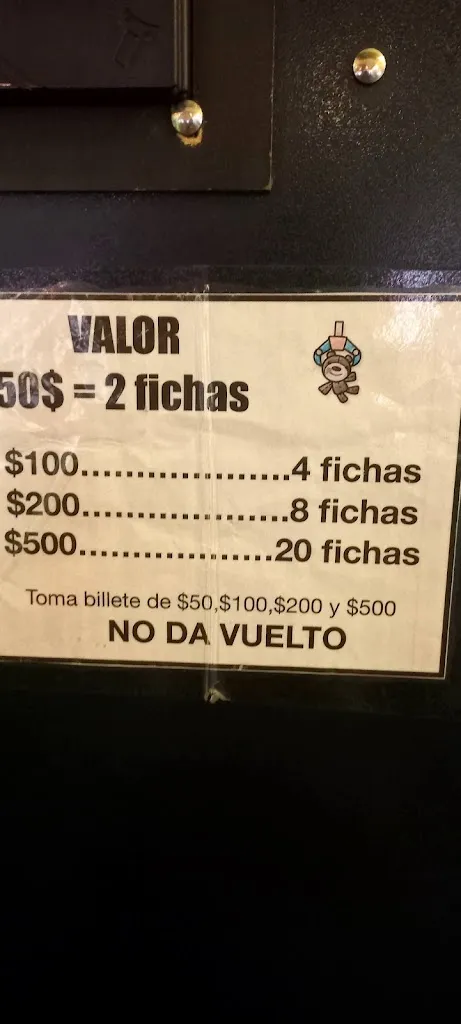 VALOR
50$ = 2 fichas
$100...................4 fichas
$200...................8 fichas
$500..................20 fichas
Toma billete de $50,$100,$200 y $500
NO DA VUELTO